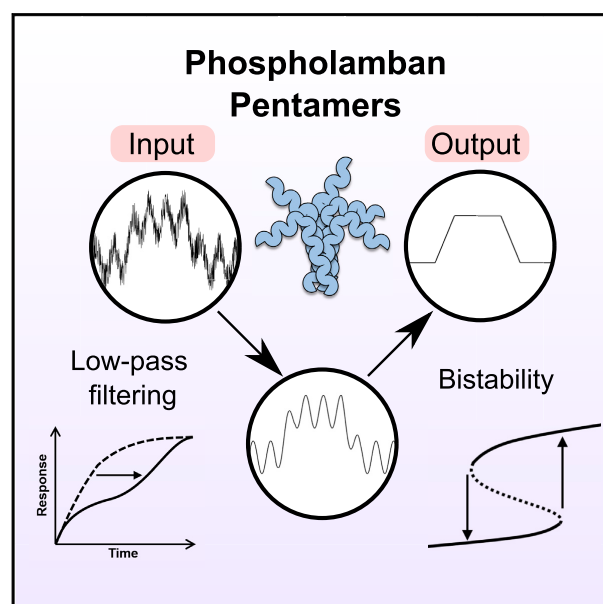 Phospholamban
Pentamers
Input
Output
Low-pass
filtering
Bistability
Response
Time